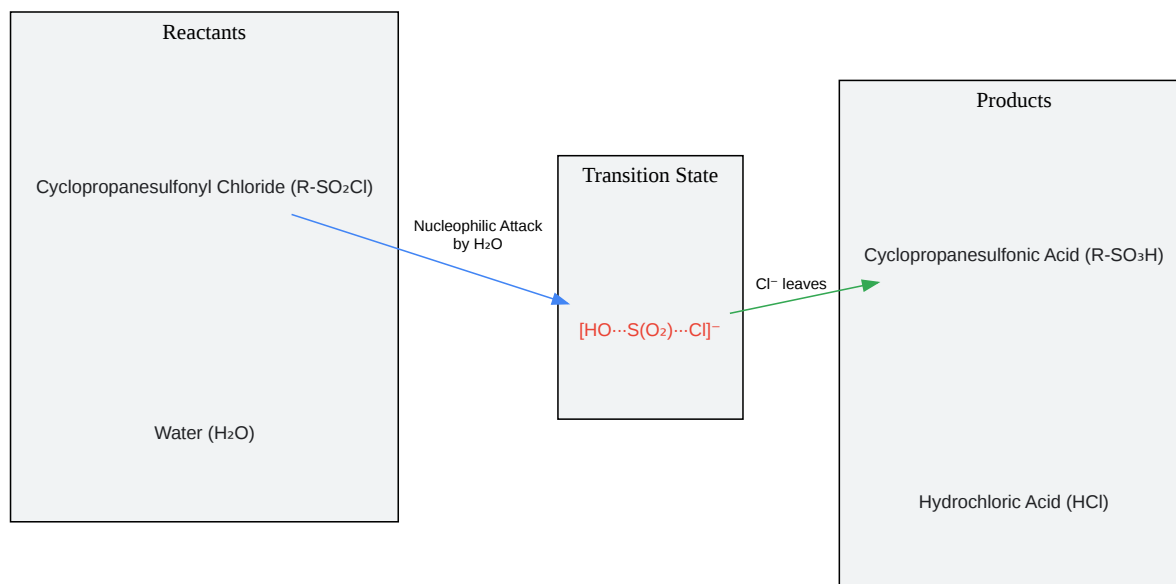 Reactants
Cyclopropanesulfonyl Chloride (R-SO₂Cl)
Water (H₂O)
Nucleophilic Attack
by H₂O
Transition State
[HO···S(O₂)···Cl]⁻
Cl⁻ leaves
Products
Cyclopropanesulfonic Acid (R-SO₃H)
Hydrochloric Acid (HCl)